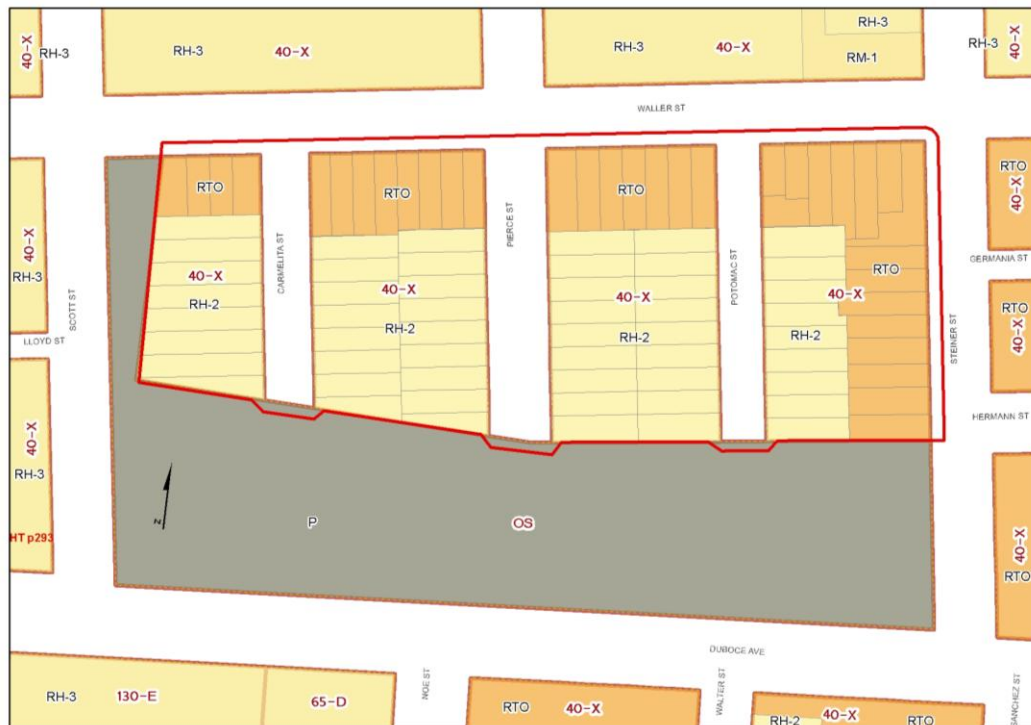 RH-3
40-X
RH-3
40-X
RH-3
40-X
RH-3
RM-1
RH-3
40-X
WALLER ST
RTO
RTO
RTO
RTO
40-X
40-X
RH-3
SCOTT ST
LLOYD ST
40-X
RH-2
CARMELITA ST
40-X
RH-2
PIERCE ST
40-X
RH-2
POTOMAC ST
RTO
40-X
RH-2
STEINER ST
GERMANIA ST
RTO
40-X
HERMANN ST
40-X
RH-3
HT p293
N
P
OS
40-X
RTO
DUBOCE AVE
RH-3
130-E
65-D
NOE ST
RTO
40-X
WALTER ST
40-X
RH-2
RTO
SANCHEZ ST